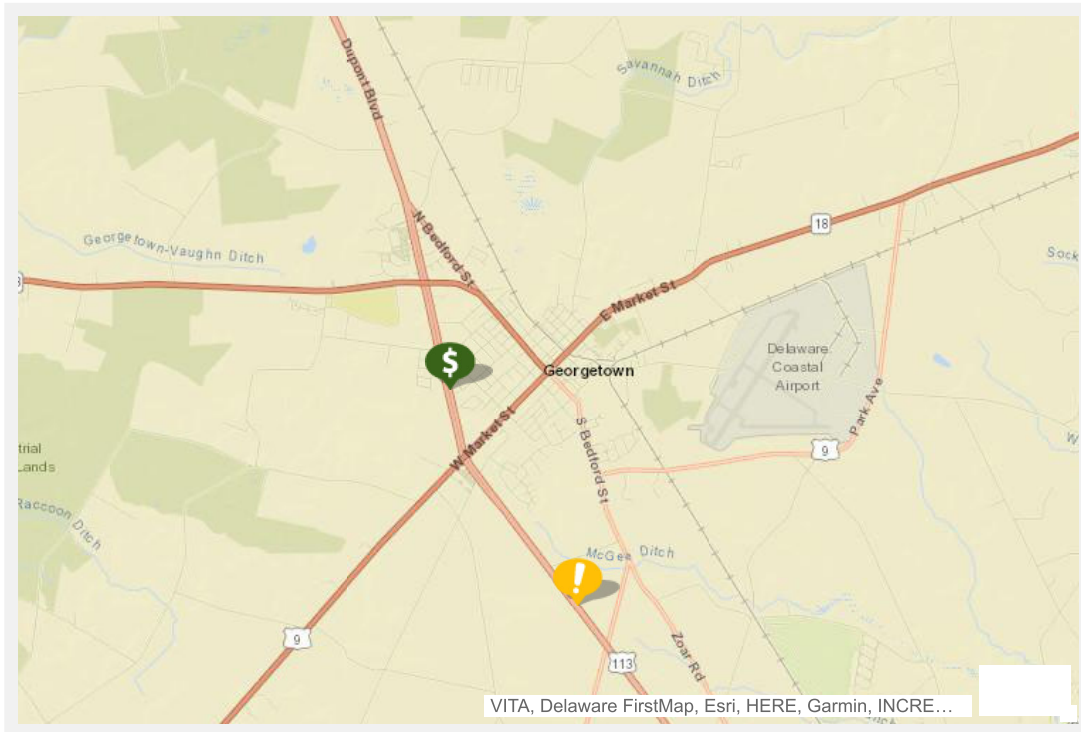 Dupont Blvd
Savannah Ditch
18
N Bedford St
Georgetown-Vaughn Ditch
Sock
E Market St
$
Delaware
Coastal
Airport
Georgetown
Park Ave
W Market St
S Bedford St
9
trial
Lands
Raccoon Ditch
McGee Ditch
!
9
113
Zoar Rd
VITA, Delaware FirstMap, Esri, HERE, Garmin, INCRE...